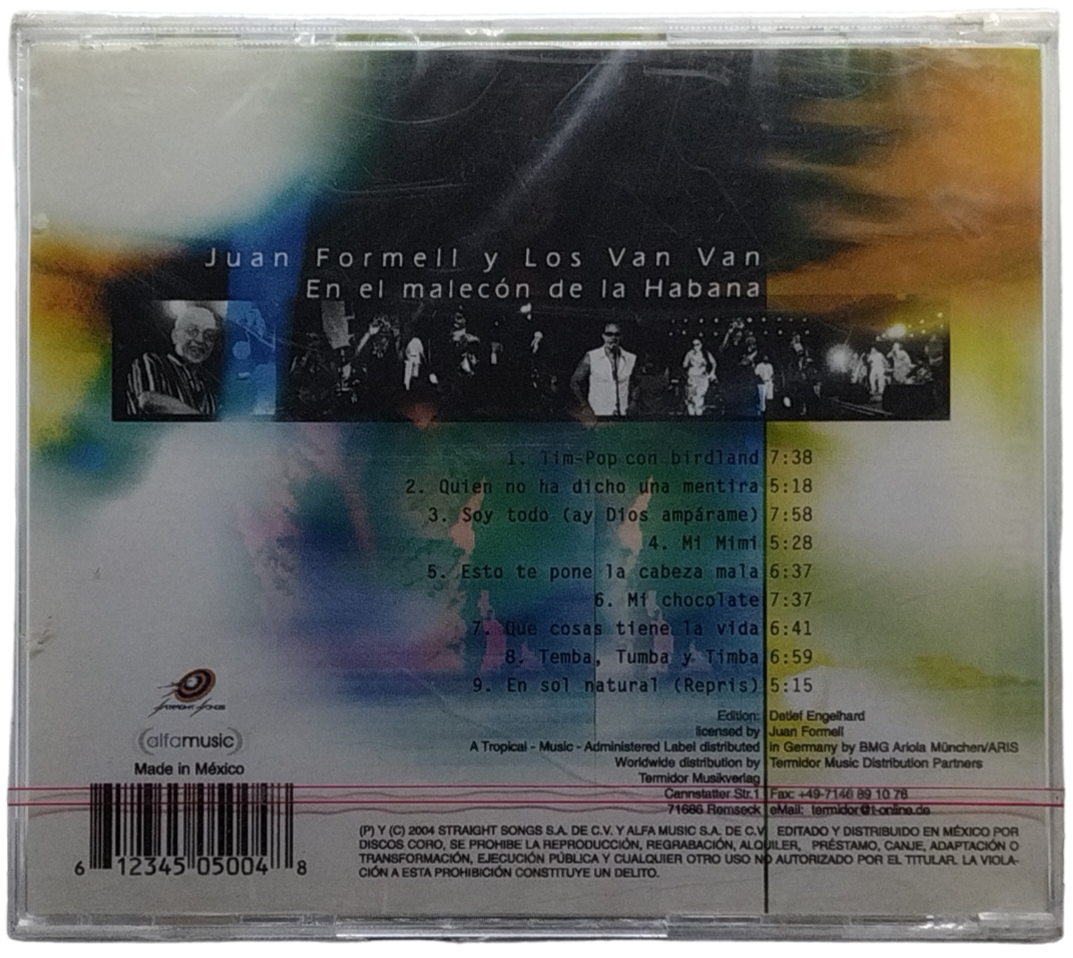 Juan Formell y Los Van Van
En el malecón de la Habana
1. Tim-Pop con birdland 7:38
2. Quien no ha dicho una mentira 5:18
3. Soy todo (ay Dios ampárame) 7:58
4. Mi Mimi 5:28
5. Esto te pone la cabeza mala 6:37
6. Mi chocolate 7:37
7. Que cosas tiene la vida 6:41
8. Temba, Tumba y Timba 6:59
9. En sol natural (Repris) 5:15
Edition: Detlef Engelhard
licensed by Juan Formell
A Tropical - Music - Administered Label distributed in Germany by BMG Ariola München/ARIS
Worldwide distribution by Termidor Music Distribution Partners
Termidor Musikverlag
Cannstatter Str.1 Fax: +49-7146 89 10 78
71686 Remseck eMail: termidor@t-online.de
STRAIGHT SONGS
(alfamusic)
Made in México
6 12345 05004 8
(P) Y (C) 2004 STRAIGHT SONGS S.A. DE C.V. Y ALFA MUSIC S.A. DE C.V. EDITADO Y DISTRIBUIDO EN MÉXICO POR
DISCOS CORO, SE PROHIBE LA REPRODUCCIÓN, REGRABACIÓN, ALQUILER, PRÉSTAMO, CANJE, ADAPTACIÓN O
TRANSFORMACIÓN, EJECUCIÓN PÚBLICA Y CUALQUIER OTRO USO NO AUTORIZADO POR EL TITULAR. LA VIOLA-
CIÓN A ESTA PROHIBICIÓN CONSTITUYE UN DELITO.